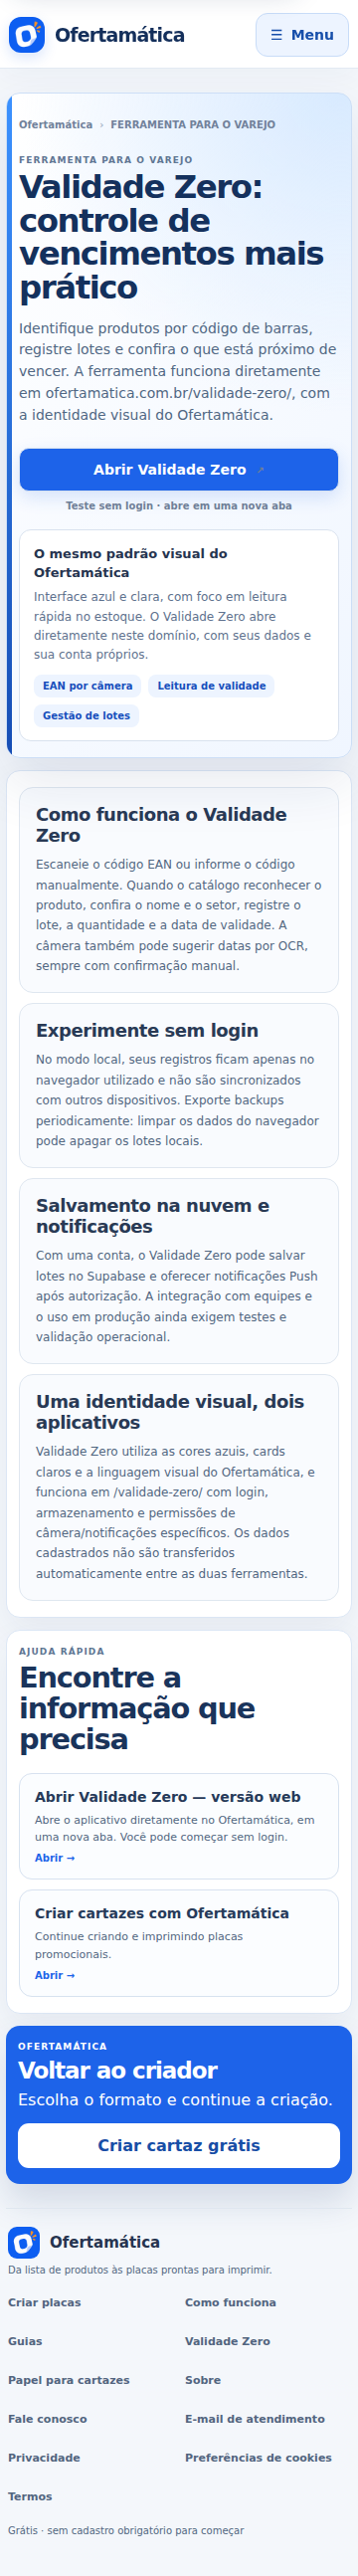 Ofertamática
☰ Menu
Ofertamática › FERRAMENTA PARA O VAREJO
FERRAMENTA PARA O VAREJO
Validade Zero:
controle de
vencimentos mais
prático
Identifique produtos por código de barras,
registre lotes e confira o que está próximo de
vencer. A ferramenta funciona diretamente
em ofertamatica.com.br/validade-zero/, com
a identidade visual do Ofertamática.
Abrir Validade Zero ↗
Teste sem login · abre em uma nova aba
O mesmo padrão visual do
Ofertamática
Interface azul e clara, com foco em leitura
rápida no estoque. O Validade Zero abre
diretamente neste domínio, com seus dados e
sua conta próprios.
EAN por câmera
Leitura de validade
Gestão de lotes
Como funciona o Validade
Zero
Escaneie o código EAN ou informe o código
manualmente. Quando o catálogo reconhecer o
produto, confira o nome e o setor, registre o
lote, a quantidade e a data de validade. A
câmera também pode sugerir datas por OCR,
sempre com confirmação manual.
Experimente sem login
No modo local, seus registros ficam apenas no
navegador utilizado e não são sincronizados
com outros dispositivos. Exporte backups
periodicamente: limpar os dados do navegador
pode apagar os lotes locais.
Salvamento na nuvem e
notificações
Com uma conta, o Validade Zero pode salvar
lotes no Supabase e oferecer notificações Push
após autorização. A integração com equipes e
o uso em produção ainda exigem testes e
validação operacional.
Uma identidade visual, dois
aplicativos
Validade Zero utiliza as cores azuis, cards
claros e a linguagem visual do Ofertamática, e
funciona em /validade-zero/ com login,
armazenamento e permissões de
câmera/notificações específicos. Os dados
cadastrados não são transferidos
automaticamente entre as duas ferramentas.
AJUDA RÁPIDA
Encontre a
informação que
precisa
Abrir Validade Zero — versão web
Abre o aplicativo diretamente no Ofertamática, em
uma nova aba. Você pode começar sem login.
Abrir →
Criar cartazes com Ofertamática
Continue criando e imprimindo placas
promocionais.
Abrir →
OFERTAMÁTICA
Voltar ao criador
Escolha o formato e continue a criação.
Criar cartaz grátis
Ofertamática
Da lista de produtos às placas prontas para imprimir.
Criar placas
Como funciona
Guias
Validade Zero
Papel para cartazes
Sobre
Fale conosco
E-mail de atendimento
Privacidade
Preferências de cookies
Termos
Grátis · sem cadastro obrigatório para começar